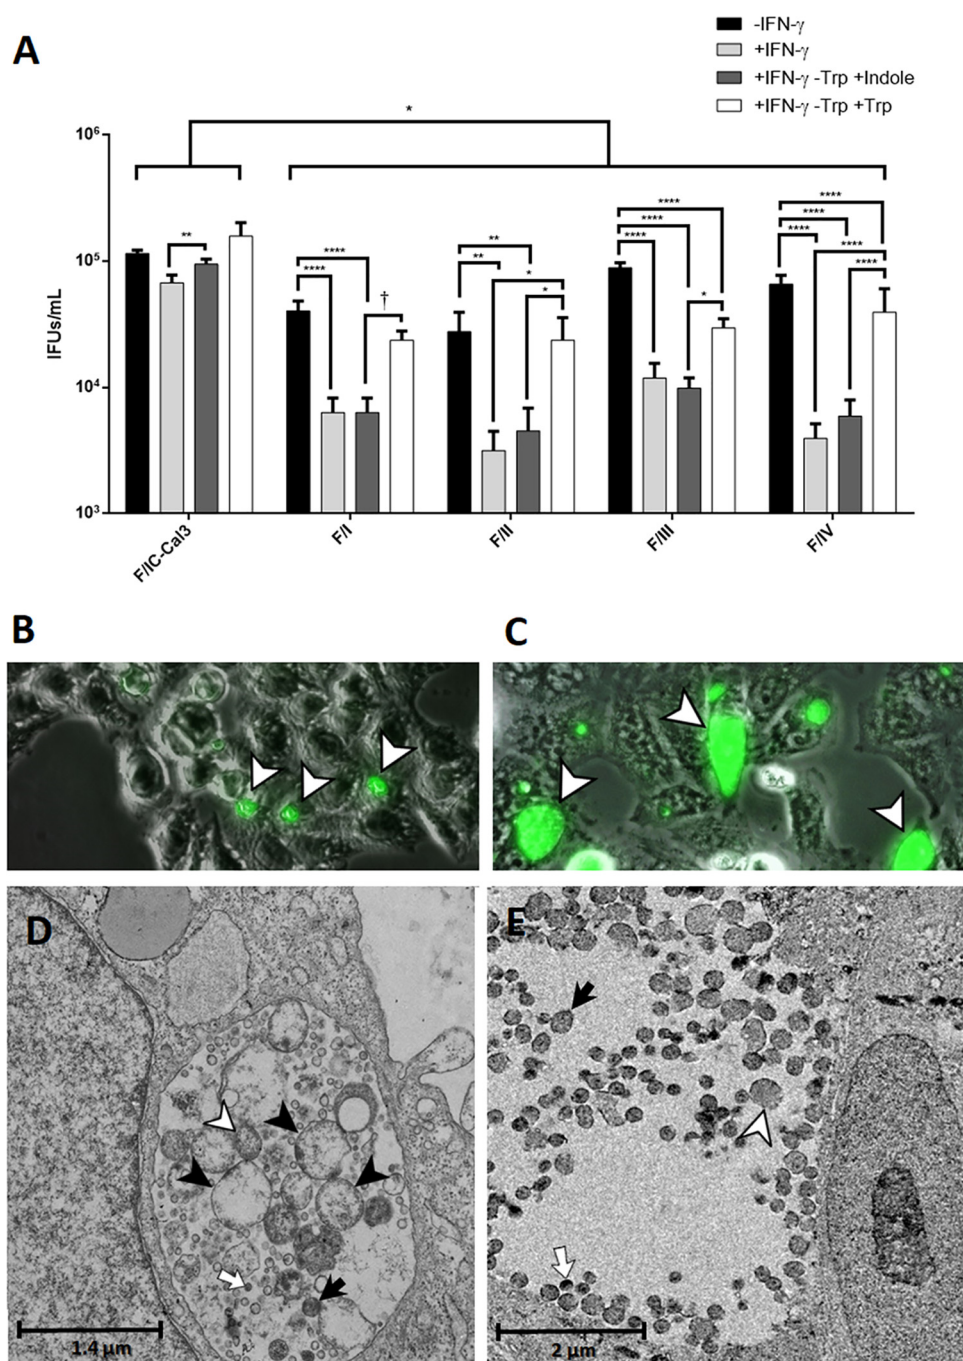 A
-IFN-γ
+IFN-γ
+IFN-γ -Trp +Indole
+IFN-γ -Trp +Trp
*
10⁶
**
****
****
†
**
**
*
*
****
****
****
*
****
****
****
****
****
10⁵
IFUs/mL
10⁴
10³
F/IC-Cal3
F/I
F/II
F/III
F/IV
B
C
D
E
1.4 µm
2 µm